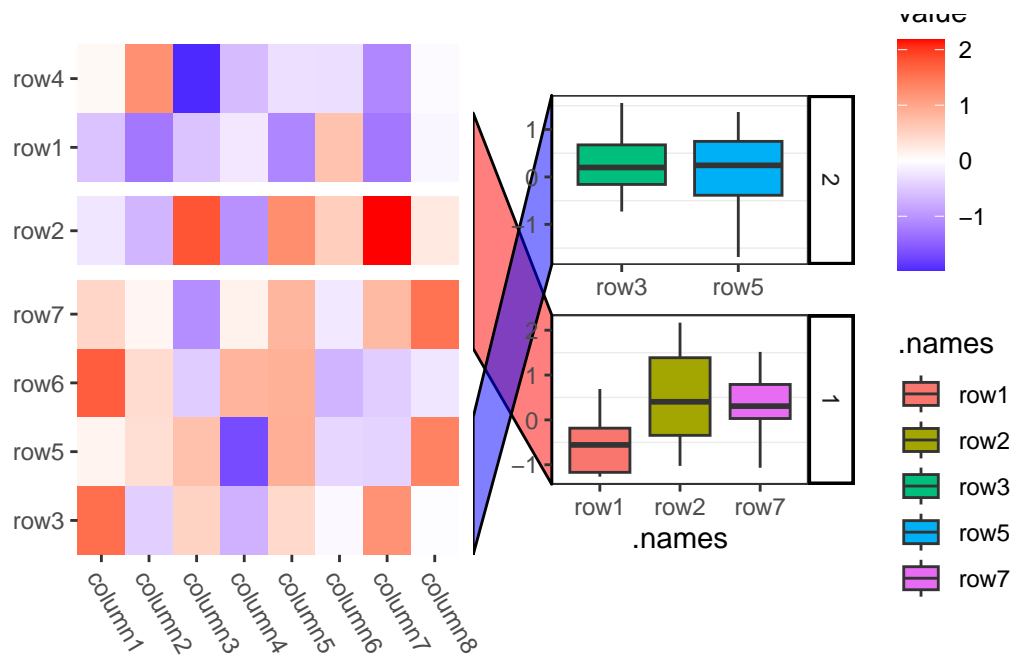 row4
row1
row2
row7
row6
row5
row3
column1
column2
column3
column4
column5
column6
column7
column8
1
0
−1
2
row3
row5
2
1
0
−1
1
row1
row2
row7
.names
value
2
1
0
−1
.names
row1
row2
row3
row5
row7